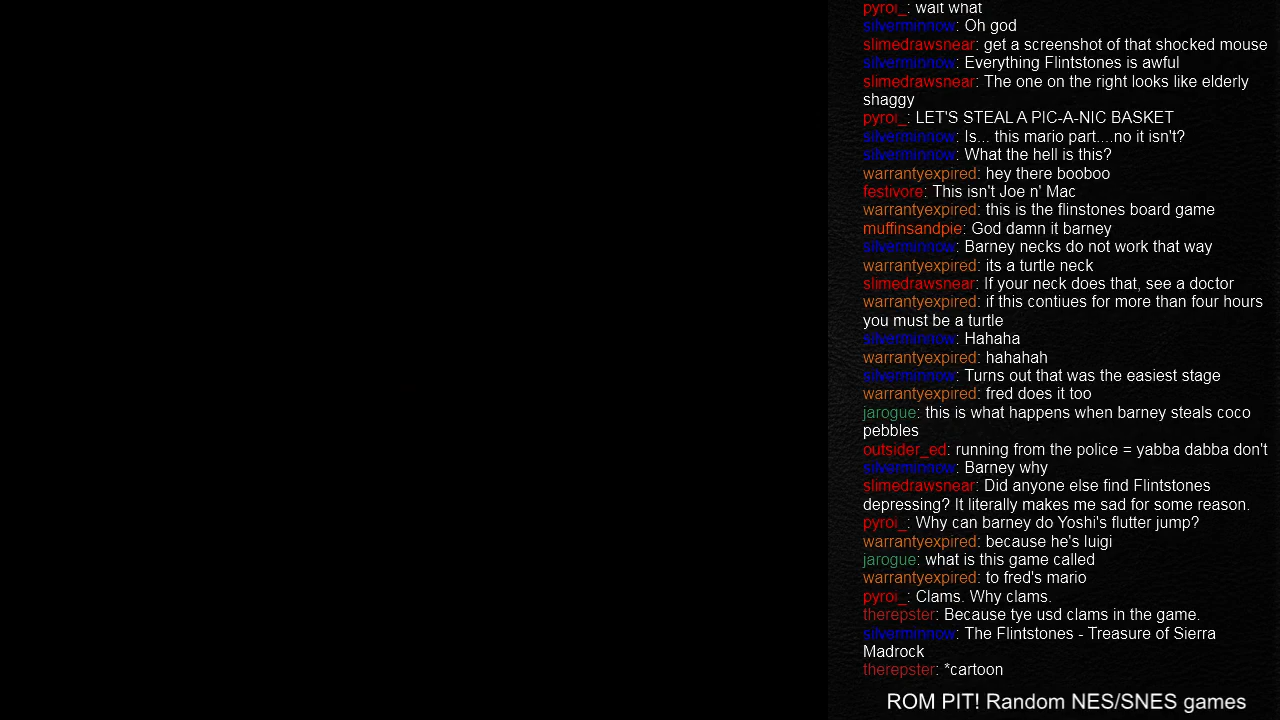 pyroi_: wait what
silverminnow: Oh god
slimedrawsnear: get a screenshot of that shocked mouse
silverminnow: Everything Flintstones is awful
slimedrawsnear: The one on the right looks like elderly
shaggy
pyroi_: LET'S STEAL A PIC-A-NIC BASKET
silverminnow: Is... this mario part....no it isn't?
silverminnow: What the hell is this?
warrantyexpired: hey there booboo
festivore: This isn't Joe n' Mac
warrantyexpired: this is the flinstones board game
muffinsandpie: God damn it barney
silverminnow: Barney necks do not work that way
warrantyexpired: its a turtle neck
slimedrawsnear: If your neck does that, see a doctor
warrantyexpired: if this contiues for more than four hours
you must be a turtle
silverminnow: Hahaha
warrantyexpired: hahahah
silverminnow: Turns out that was the easiest stage
warrantyexpired: fred does it too
jarogue: this is what happens when barney steals coco
pebbles
outsider_ed: running from the police = yabba dabba don't
silverminnow: Barney why
slimedrawsnear: Did anyone else find Flintstones
depressing? It literally makes me sad for some reason.
pyroi_: Why can barney do Yoshi's flutter jump?
warrantyexpired: because he's luigi
jarogue: what is this game called
warrantyexpired: to fred's mario
pyroi_: Clams. Why clams.
therepster: Because tye usd clams in the game.
silverminnow: The Flintstones - Treasure of Sierra
Madrock
therepster: *cartoon
ROM PIT! Random NES/SNES games